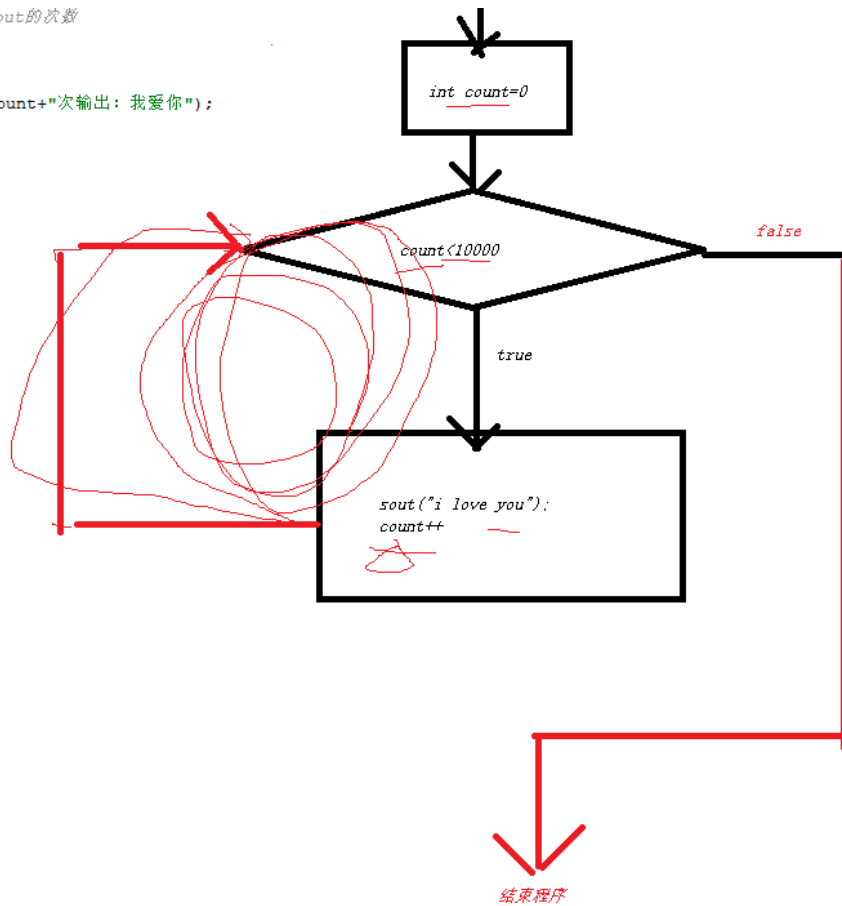 out的次数
int count=0
ount+"次输出：我爱你");
count<10000
false
true
sout("i love you");
count++
结束程序